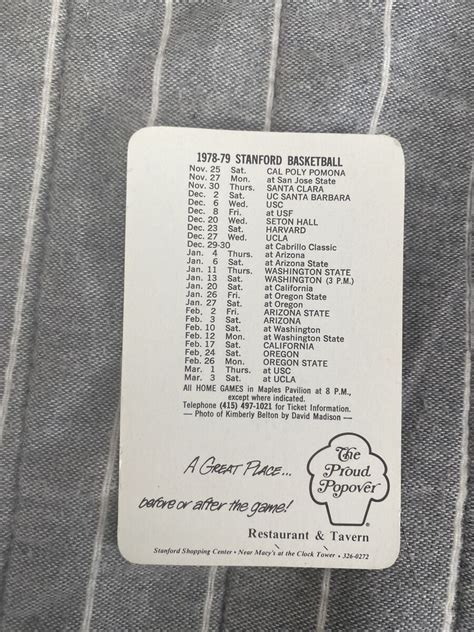 1978-79 STANFORD BASKETBALL
Nov. 25 Sat. CAL POLY POMONA
Nov. 27 Mon. at San Jose State
Nov. 30 Thurs. SANTA CLARA
Dec. 2 Sat. UC SANTA BARBARA
Dec. 6 Wed. USC
Dec. 8 Fri. at USF
Dec. 20 Wed. SETON HALL
Dec. 23 Sat. HARVARD
Dec. 27 Wed. UCLA
Dec. 29-30 at Cabrillo Classic
Jan. 4 Thurs. at Arizona
Jan. 6 Sat. at Arizona State
Jan. 11 Thurs. WASHINGTON STATE
Jan. 13 Sat. WASHINGTON (3 P.M.)
Jan. 20 Sat. at California
Jan. 26 Fri. at Oregon State
Jan. 27 Sat. at Oregon
Feb. 2 Fri. ARIZONA STATE
Feb. 3 Sat. ARIZONA
Feb. 10 Sat. at Washington
Feb. 12 Mon. at Washington State
Feb. 17 Sat. CALIFORNIA
Feb. 24 Sat. OREGON
Feb. 26 Mon. OREGON STATE
Mar. 1 Thurs. at USC
Mar. 3 Sat. at UCLA
All HOME GAMES in Maples Pavilion at 8 P.M.,
except where indicated.
Telephone (415) 497-1021 for Ticket Information.
— Photo of Kimberly Belton by David Madison —
A GREAT PLACE...
before or after the game!
The
Proud
Popover
®
Restaurant & Tavern
Stanford Shopping Center • Near Macy's at the Clock Tower • 326-0272